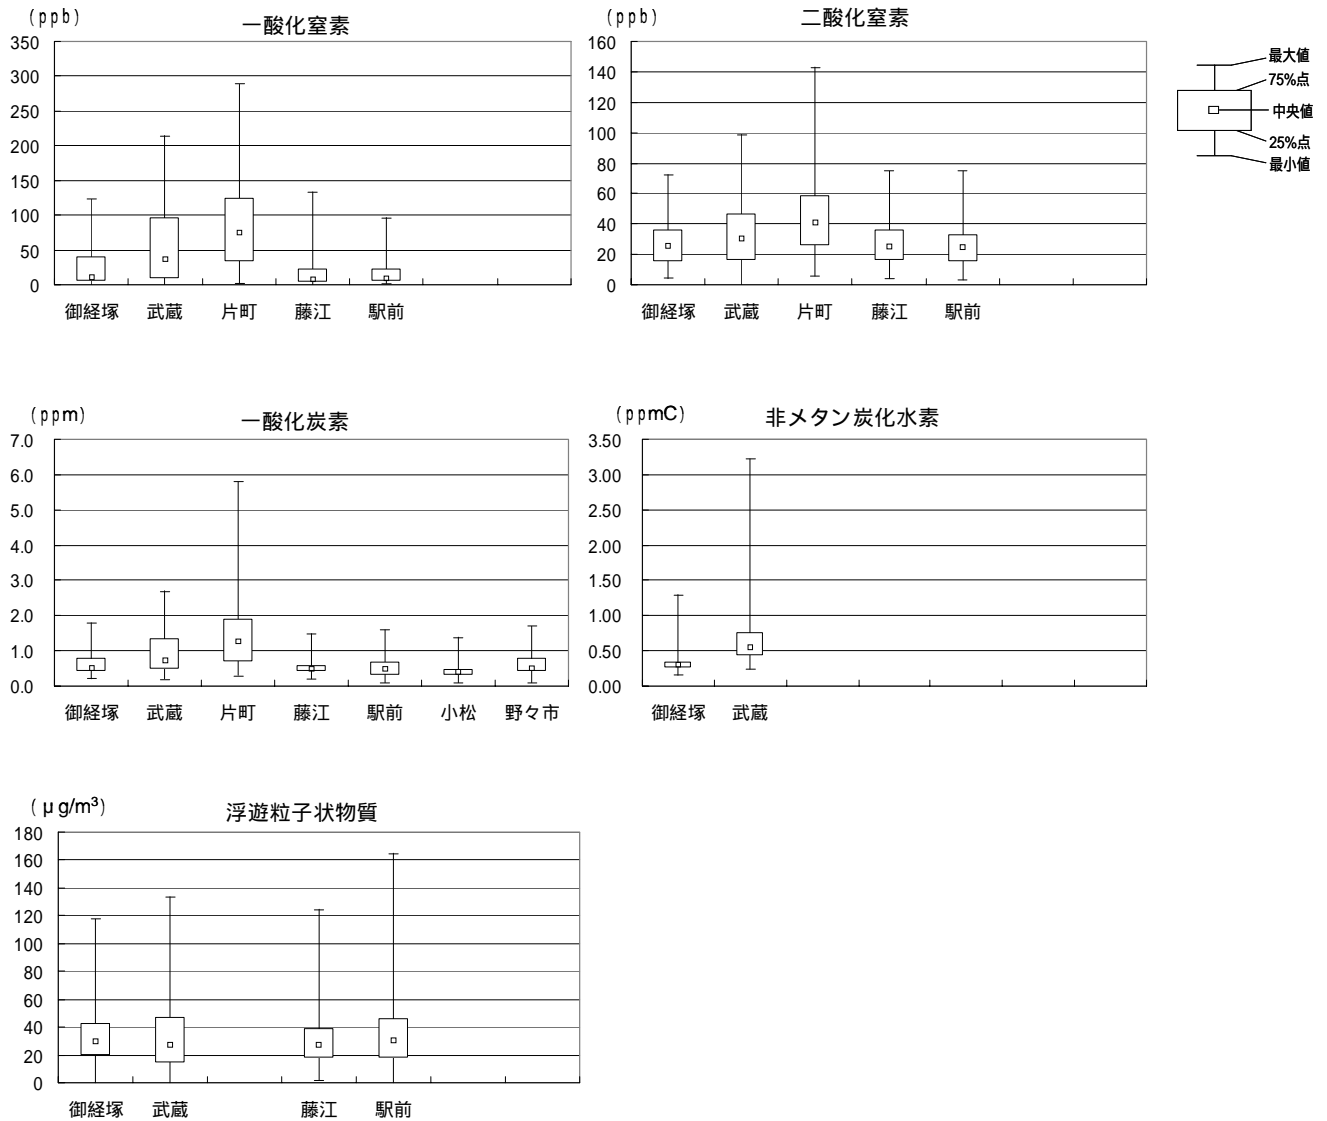 (ppb)
一酸化窒素
350
300
250
200
150
100
50
0
御経塚 武蔵 片町 藤江 駅前
(ppb)
二酸化窒素
160
140
120
100
80
60
40
20
0
御経塚 武蔵 片町 藤江 駅前
最大値
75%点
中央値
25%点
最小値
(ppm)
一酸化炭素
7.0
6.0
5.0
4.0
3.0
2.0
1.0
0.0
御経塚 武蔵 片町 藤江 駅前 小松 野々市
(ppmC)
非メタン炭化水素
3.50
3.00
2.50
2.00
1.50
1.00
0.50
0.00
御経塚 武蔵
(μg/m³)
浮遊粒子状物質
180
160
140
120
100
80
60
40
20
0
御経塚 武蔵 藤江 駅前